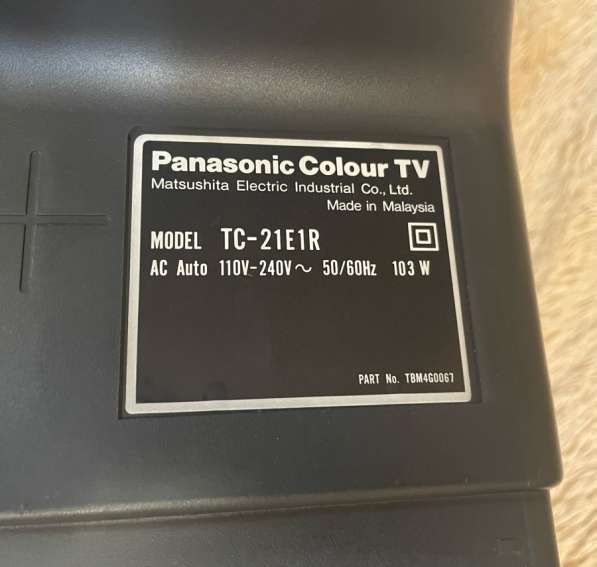 Panasonic Colour TV
Matsushita Electric Industrial Co., Ltd.
Made in Malaysia
MODEL TC-21E1R
AC Auto 110V-240V~ 50/60Hz 103 W
PART No. TBM4G0067